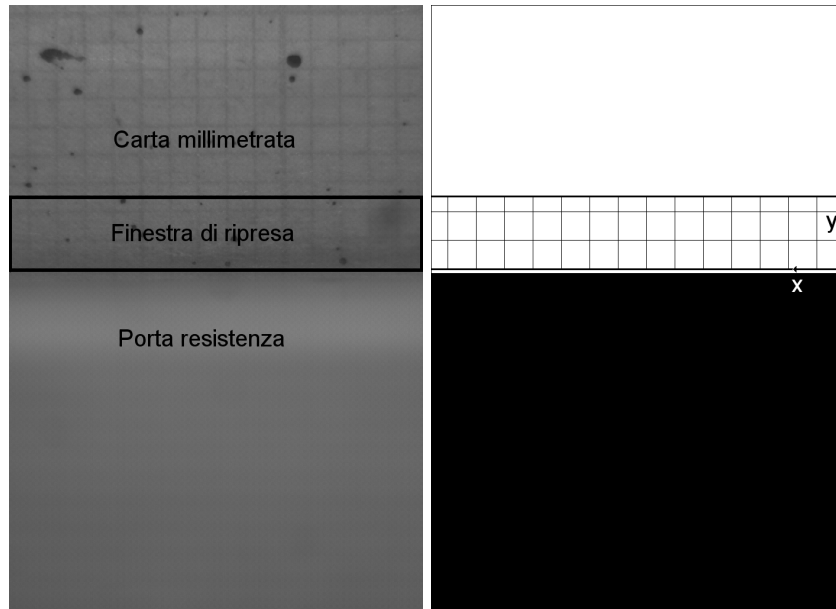 Carta millimetrata
Finestra di ripresa
Porta resistenza
y
x